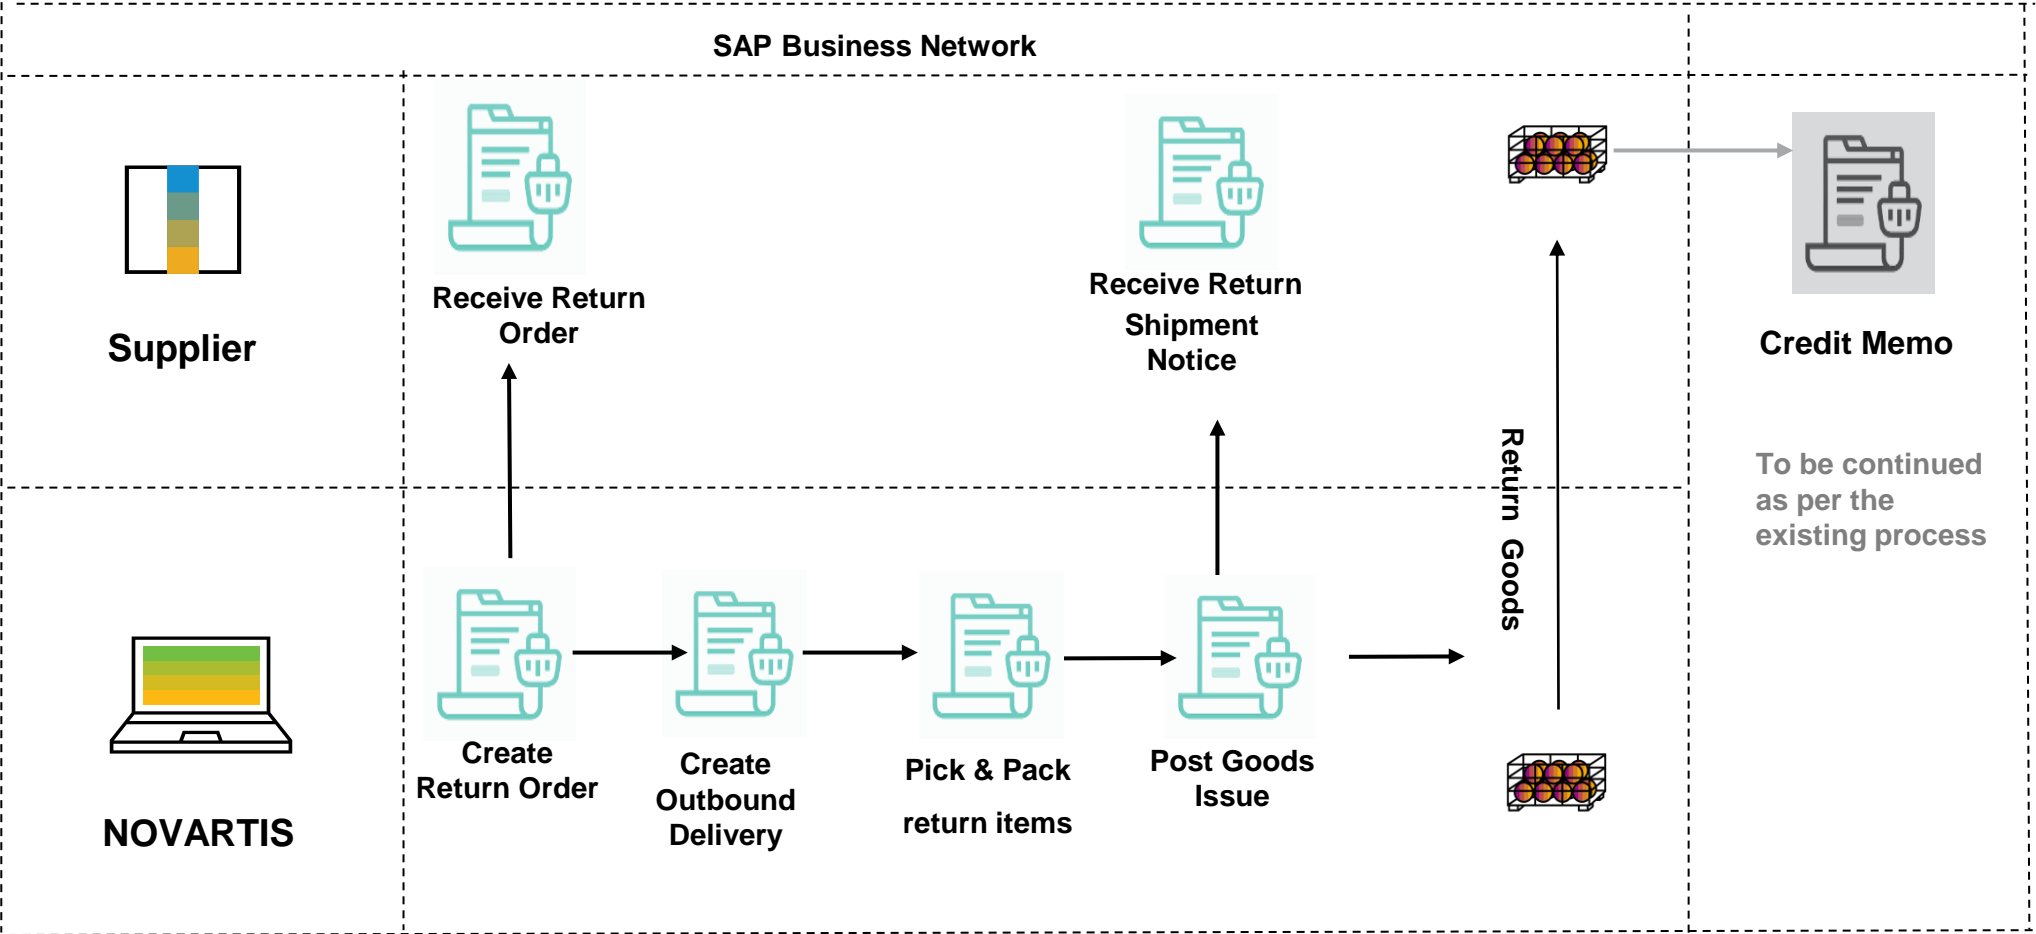 SAP Business Network
Supplier
Receive Return
Order
Receive Return
Shipment
Notice
Credit Memo
To be continued
as per the
existing process
Return Goods
NOVARTIS
Create
Return Order
Create
Outbound
Delivery
Pick & Pack
return items
Post Goods
Issue